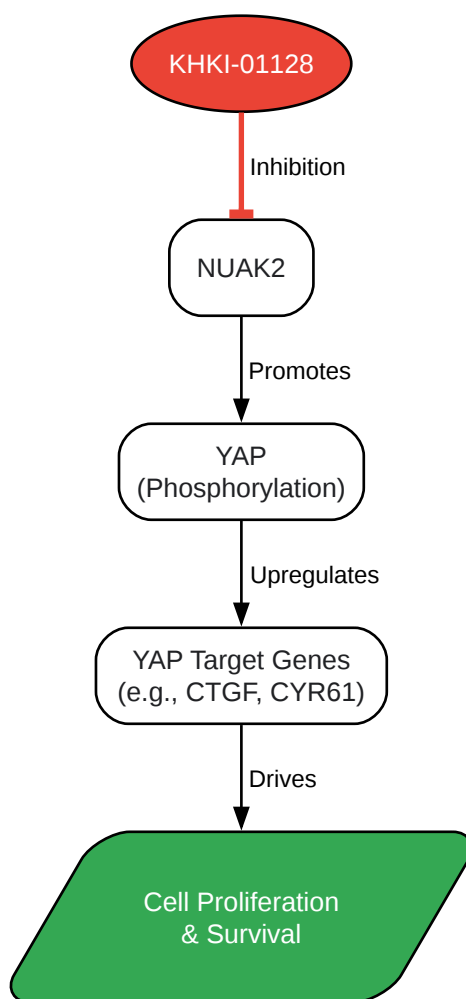 KHKI-01128
Inhibition
NUAK2
Promotes
YAP
(Phosphorylation)
Upregulates
YAP Target Genes
(e.g., CTGF, CYR61)
Drives
Cell Proliferation
& Survival